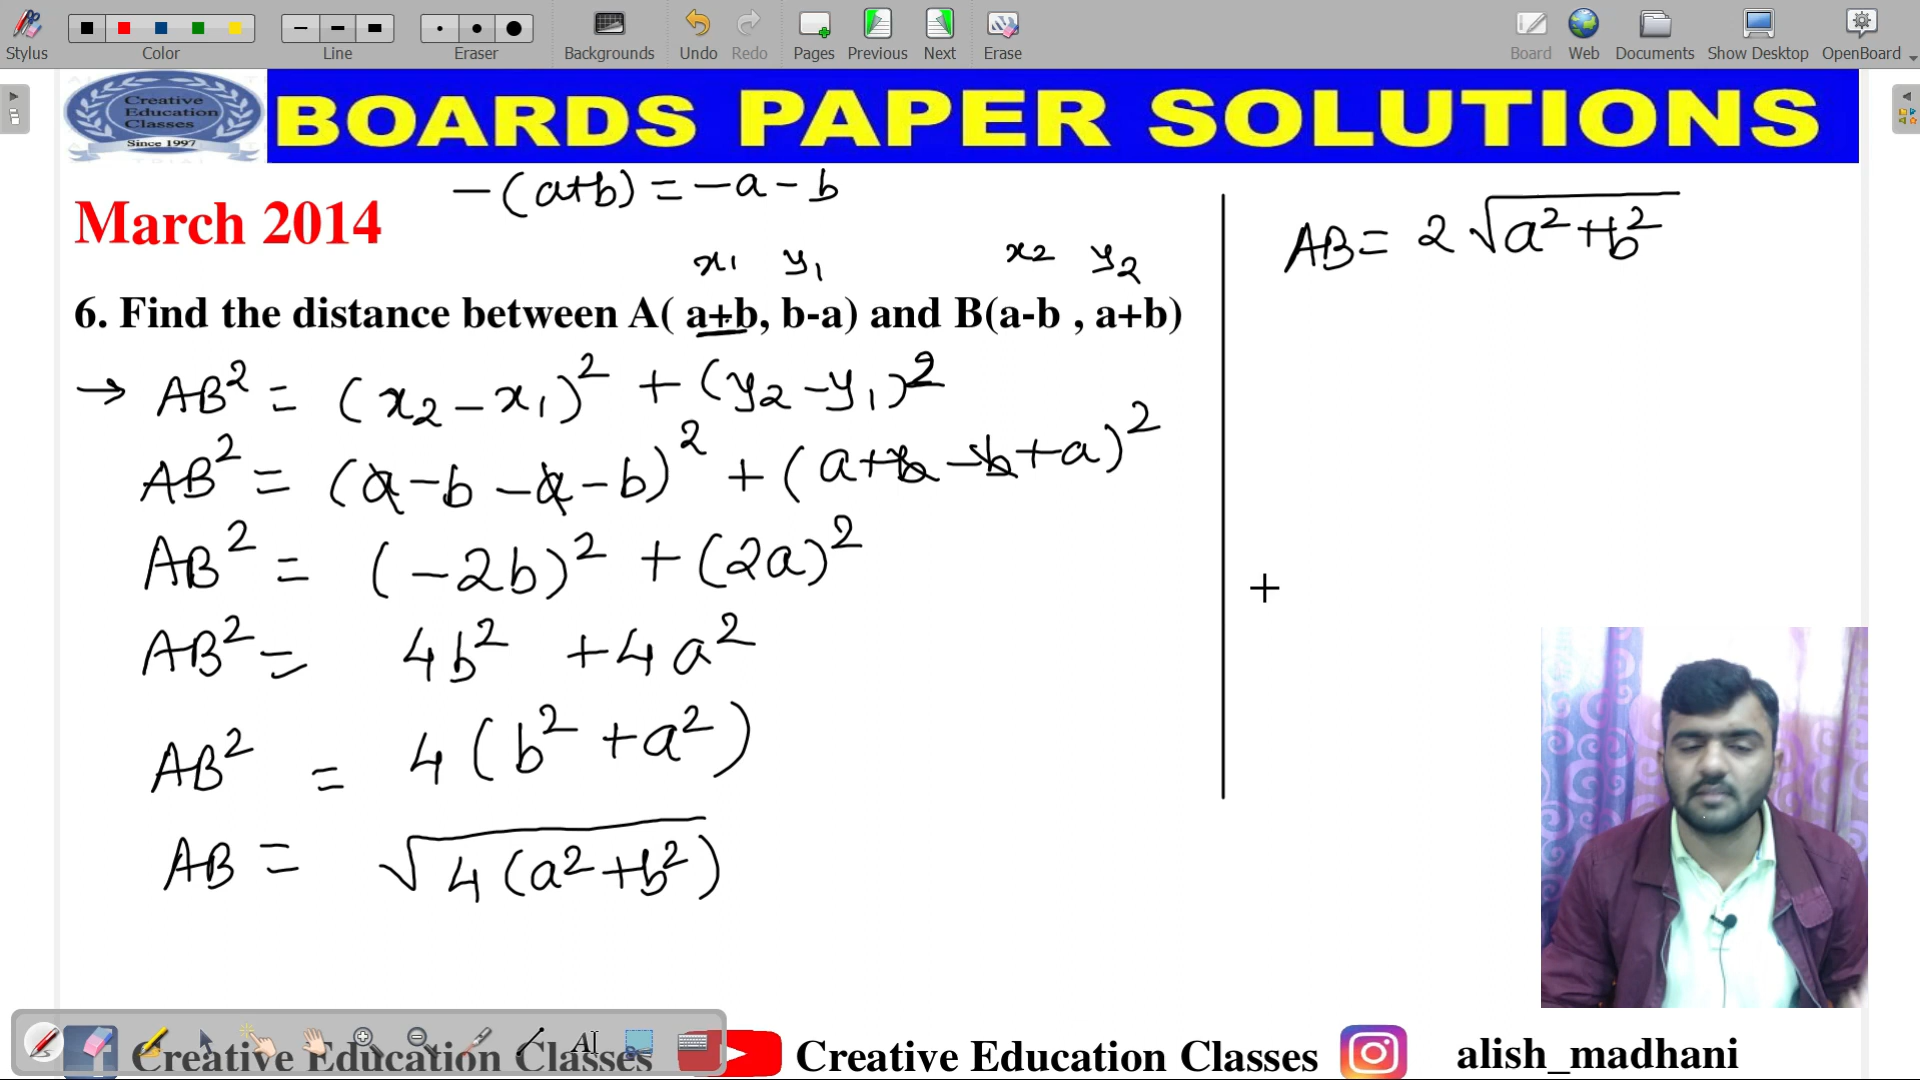 Stylus Color Line Eraser Backgrounds Undo Redo Pages Previous Next Erase Board Web Documents Show Desktop OpenBoard
Creative
Education
Classes
Since 1997
BOARDS PAPER SOLUTIONS
-(a+b) = -a-b
March 2014
x1 y1 x2 y2
6. Find the distance between A( a+b, b-a) and B(a-b , a+b)
→ AB² = (x2 - x1)² + (y2 - y1)²
AB² = (a-b-a-b)² + (a+b-b+a)²
AB² = (-2b)² + (2a)²
AB² = 4b² + 4a²
AB² = 4(b² + a²)
AB = √4(a²+b²)
AB = 2√a²+b²
Creative Education Classes
Creative Education Classes
alish_madhani